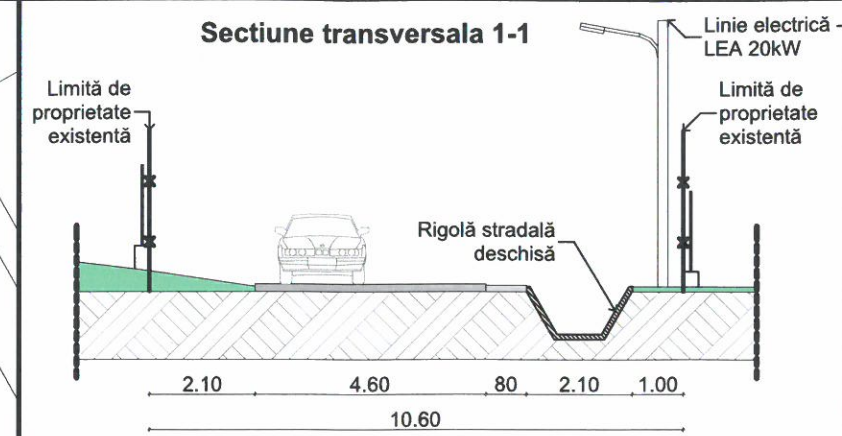 Sectiune transversala 1-1
Linie electrică -
LEA 20kW
Limită de
proprietate
existentă
Limită de
proprietate
existentă
Rigolă stradală
deschisă
2.10 4.60 80 2.10 1.00
10.60